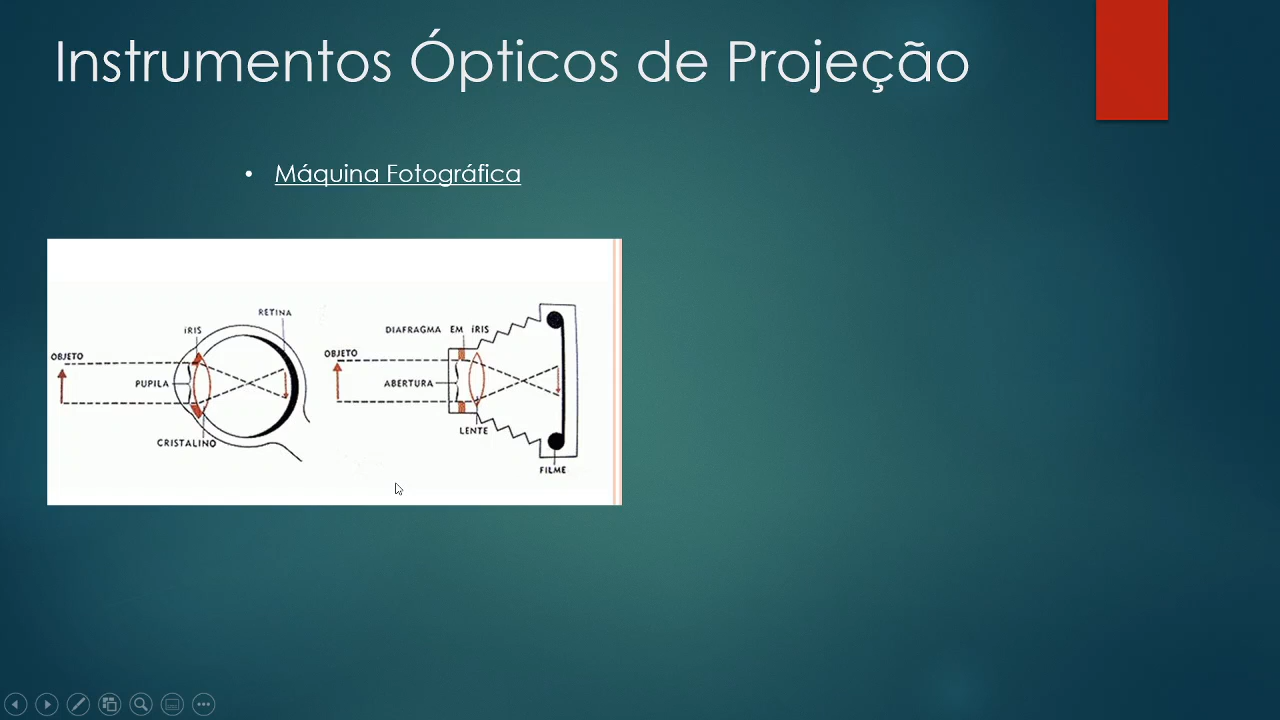 Instrumentos Ópticos de Projeção
• Máquina Fotográfica
RETINA
ÍRIS
OBJETO
PUPILA
CRISTALINO
DIAFRAGMA EM ÍRIS
OBJETO
ABERTURA
LENTE
FILME